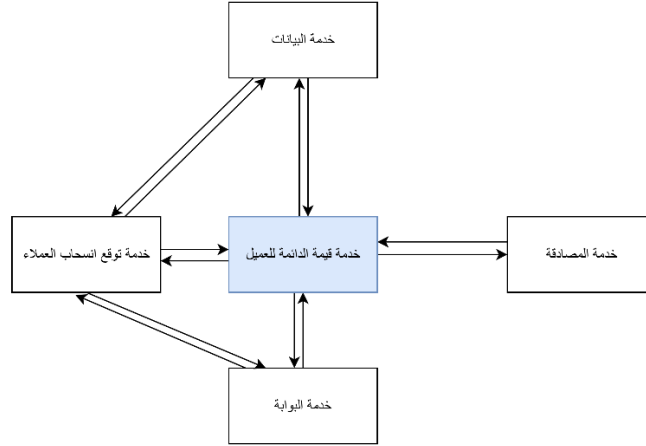 خدمة البيانات
خدمة توقع انسحاب العملاء
خدمة قيمة الدائمة للعميل
خدمة المصادقة
خدمة البوابة